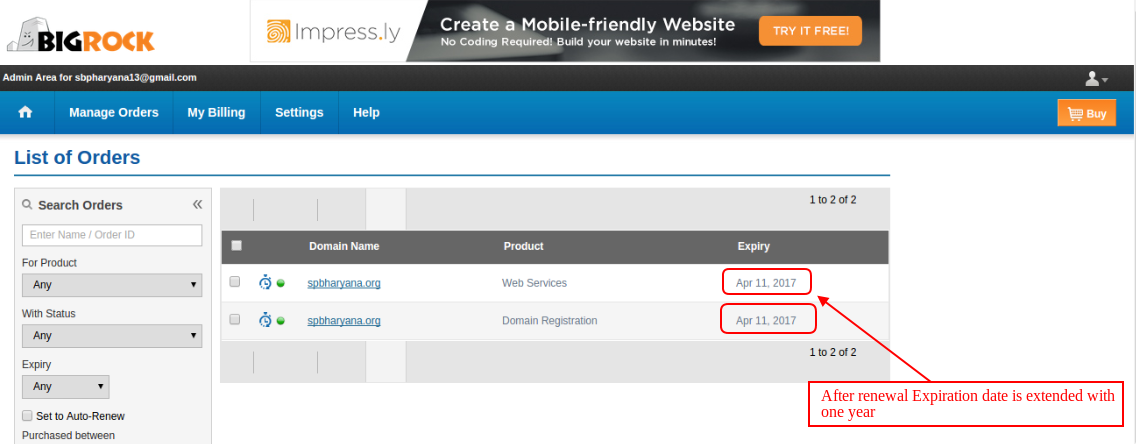 BIGROCK
Impress.ly
Create a Mobile-friendly Website
No Coding Required! Build your website in minutes!
TRY IT FREE!
Admin Area for sbpharyana13@gmail.com
Manage Orders
My Billing
Settings
Help
Buy
List of Orders
Search Orders
Enter Name / Order ID
For Product
Any
With Status
Any
Expiry
Any
Set to Auto-Renew
Purchased between
1 to 2 of 2
Domain Name Product Expiry
spbharyana.org Web Services Apr 11, 2017
spbharyana.org Domain Registration Apr 11, 2017
1 to 2 of 2
After renewal Expiration date is extended with
one year